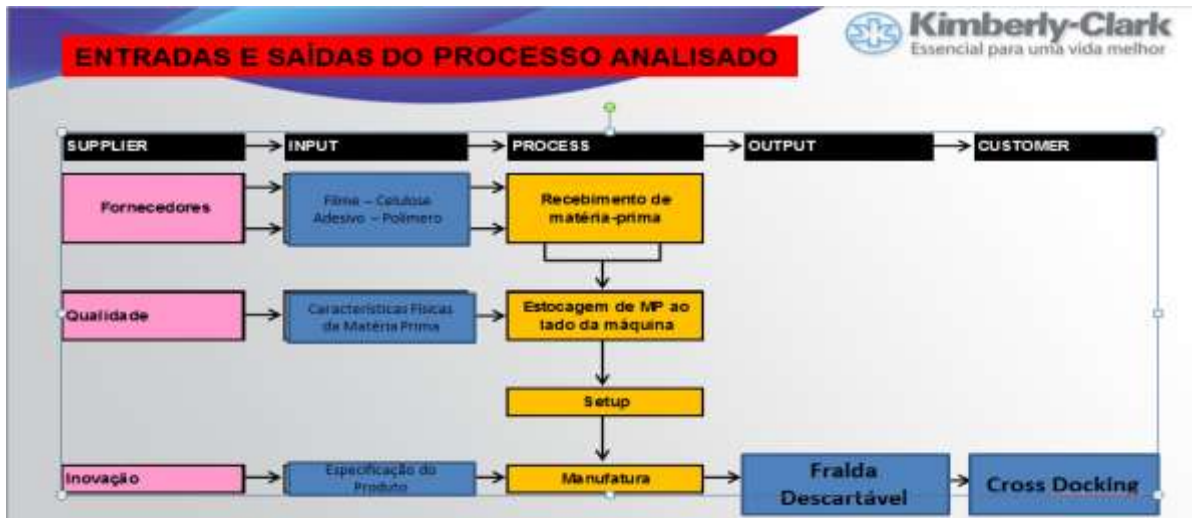 Kimberly-Clark
Essencial para uma vida melhor
ENTRADAS E SAÍDAS DO PROCESSO ANALISADO
SUPPLIER
INPUT
PROCESS
OUTPUT
CUSTOMER
Fornecedores
Filme – Celulose
Adesivo – Polímero
Recebimento de
matéria-prima
Qualidade
Características Físicas
da Matéria Prima
Estocagem de MP ao
lado da máquina
Setup
Inovação
Especificação do
Produto
Manufatura
Fralda
Descartável
Cross Docking